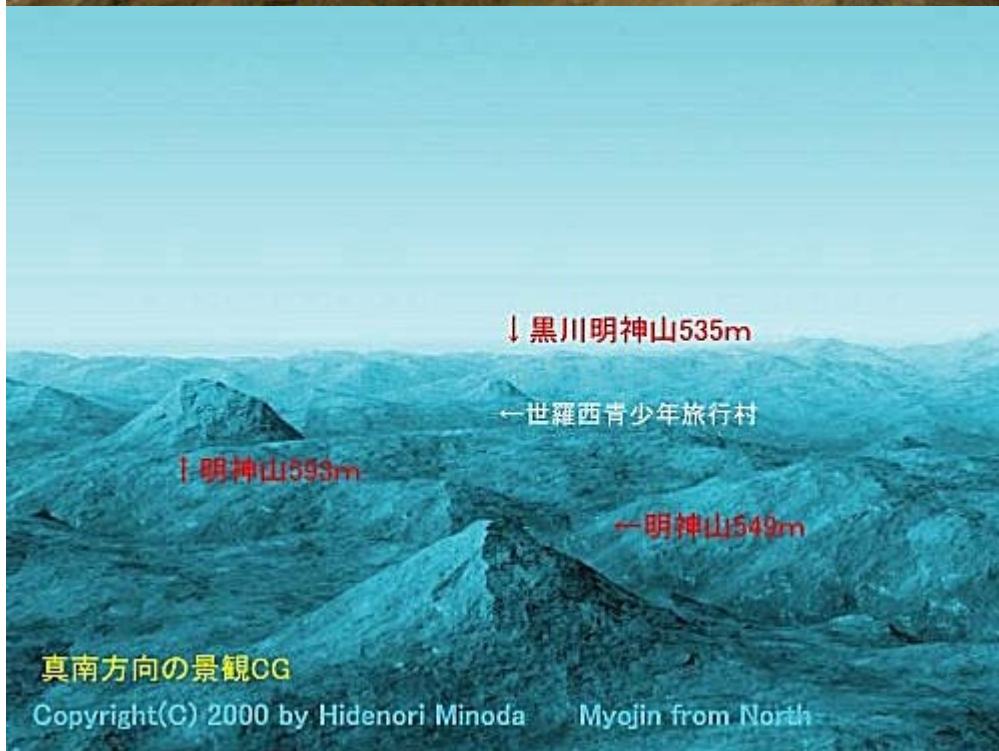 ↓黒川明神山535m
←世羅西青少年旅行村
↑明神山593m
←明神山549m
真南方向の景観CG
Copyright(C) 2000 by Hidenori Minoda Myojin from North